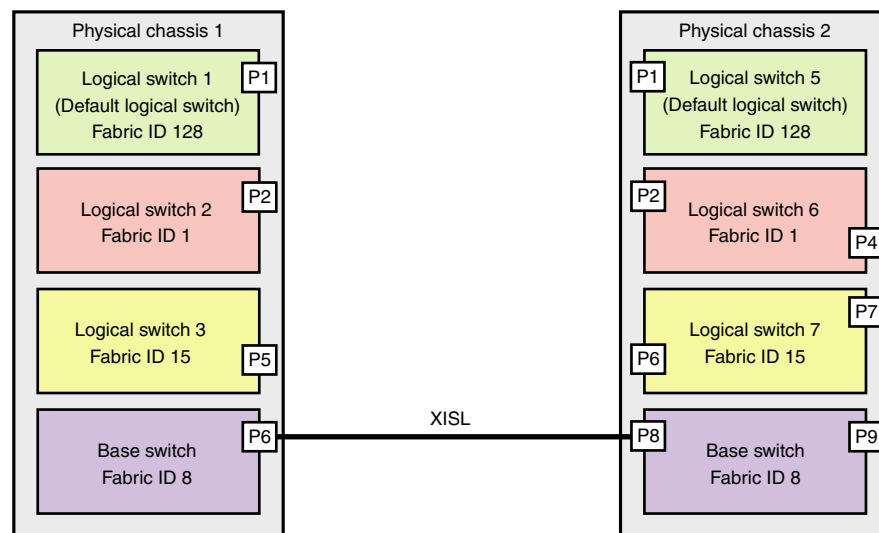 Physical chassis 1
Logical switch 1
(Default logical switch)
Fabric ID 128
P1
Logical switch 2
Fabric ID 1
P2
Logical switch 3
Fabric ID 15
P5
Base switch
Fabric ID 8
P6
XISL
Physical chassis 2
P1
Logical switch 5
(Default logical switch)
Fabric ID 128
P2
Logical switch 6
Fabric ID 1
P4
P7
Logical switch 7
Fabric ID 15
P6
P8
Base switch
Fabric ID 8
P9